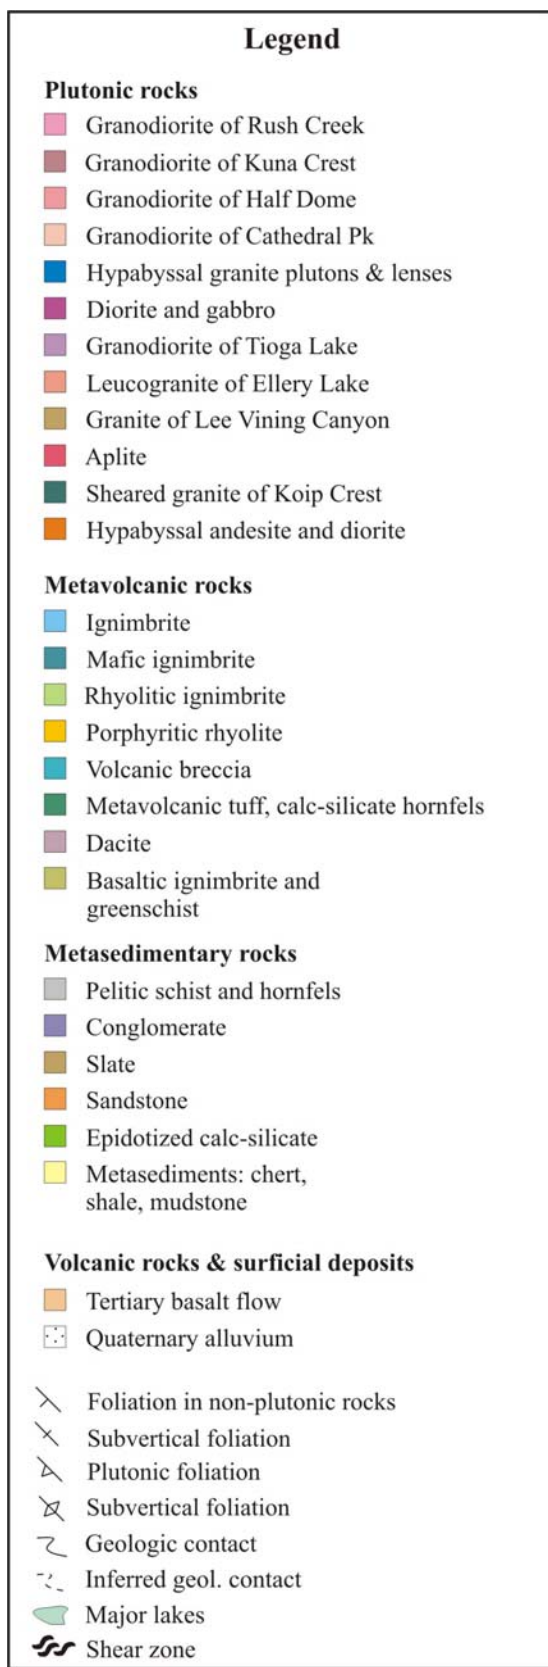 Legend
Plutonic rocks
Granodiorite of Rush Creek
Granodiorite of Kuna Crest
Granodiorite of Half Dome
Granodiorite of Cathedral Pk
Hypabyssal granite plutons & lenses
Diorite and gabbro
Granodiorite of Tioga Lake
Leucogranite of Ellery Lake
Granite of Lee Vining Canyon
Aplite
Sheared granite of Koip Crest
Hypabyssal andesite and diorite
Metavolcanic rocks
Ignimbrite
Mafic ignimbrite
Rhyolitic ignimbrite
Porphyritic rhyolite
Volcanic breccia
Metavolcanic tuff, calc-silicate hornfels
Dacite
Basaltic ignimbrite and
greenschist
Metasedimentary rocks
Pelitic schist and hornfels
Conglomerate
Slate
Sandstone
Epidotized calc-silicate
Metasediments: chert,
shale, mudstone
Volcanic rocks & surficial deposits
Tertiary basalt flow
Quaternary alluvium
Foliation in non-plutonic rocks
Subvertical foliation
Plutonic foliation
Subvertical foliation
Geologic contact
Inferred geol. contact
Major lakes
Shear zone